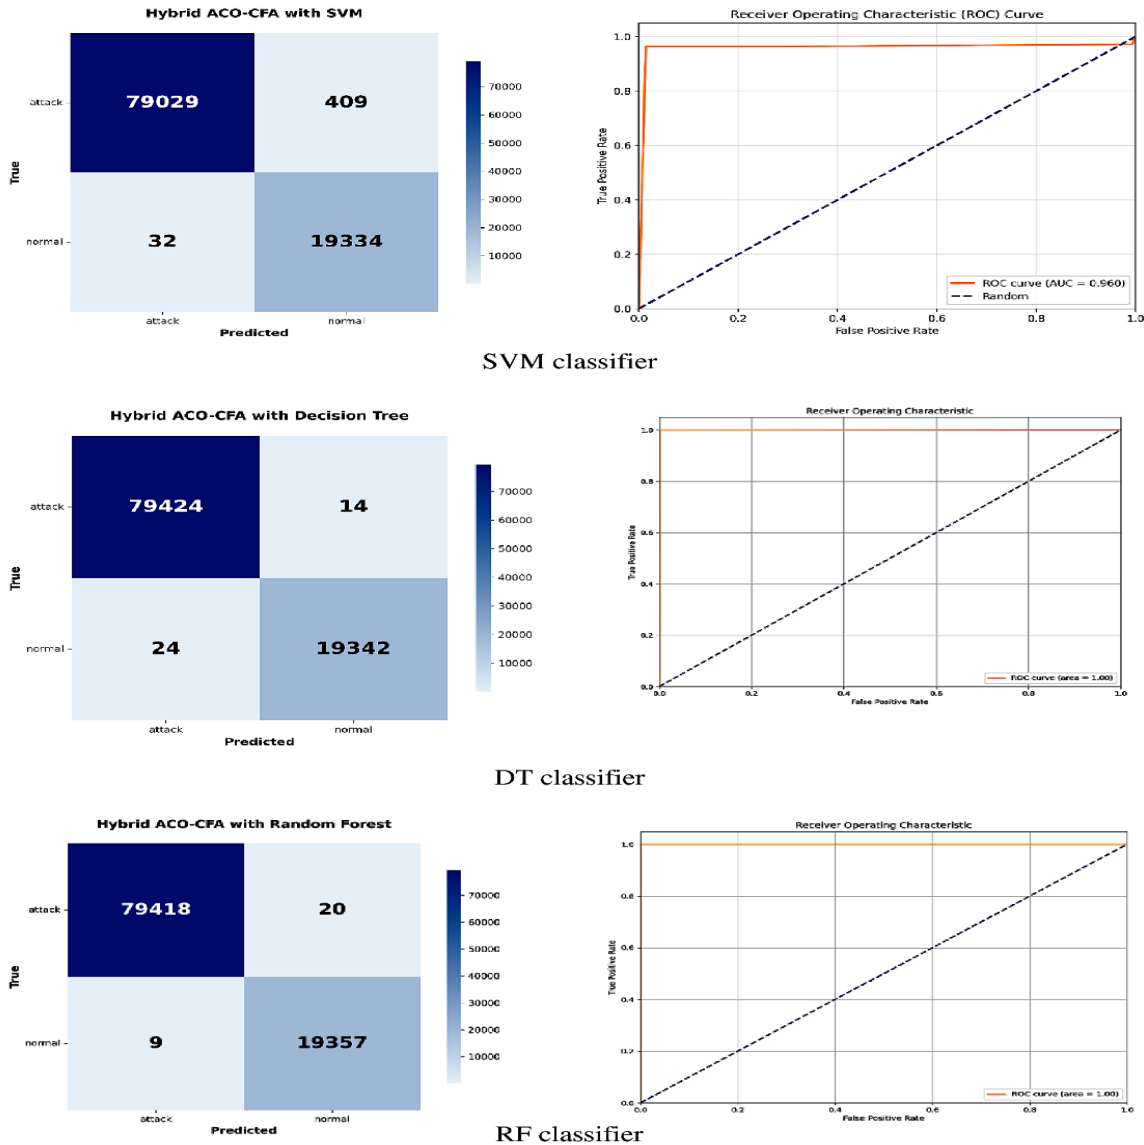 Hybrid ACO-CFA with SVM
79029 409
32 19334
attack
normal
True
attack normal
Predicted
70000
60000
50000
40000
30000
20000
10000
Receiver Operating Characteristic (ROC) Curve
1.0
0.8
0.6
0.4
0.2
0.0
True Positive Rate
0.0 0.2 0.4 0.6 0.8 1.0
False Positive Rate
ROC curve (AUC = 0.960)
Random
SVM classifier
Hybrid ACO-CFA with Decision Tree
79424 14
24 19342
attack
normal
True
attack normal
Predicted
70000
60000
50000
40000
30000
20000
10000
Receiver Operating Characteristic
1.0
0.8
0.6
0.4
0.2
0.0
True Positive Rate
0.0 0.2 0.4 0.6 0.8 1.0
False Positive Rate
ROC curve (area = 1.00)
DT classifier
Hybrid ACO-CFA with Random Forest
79418 20
9 19357
attack
normal
True
attack normal
Predicted
70000
60000
50000
40000
30000
20000
10000
Receiver Operating Characteristic
1.0
0.8
0.6
0.4
0.2
0.0
True Positive Rate
0.0 0.2 0.4 0.6 0.8 1.0
False Positive Rate
ROC curve (area = 1.00)
RF classifier